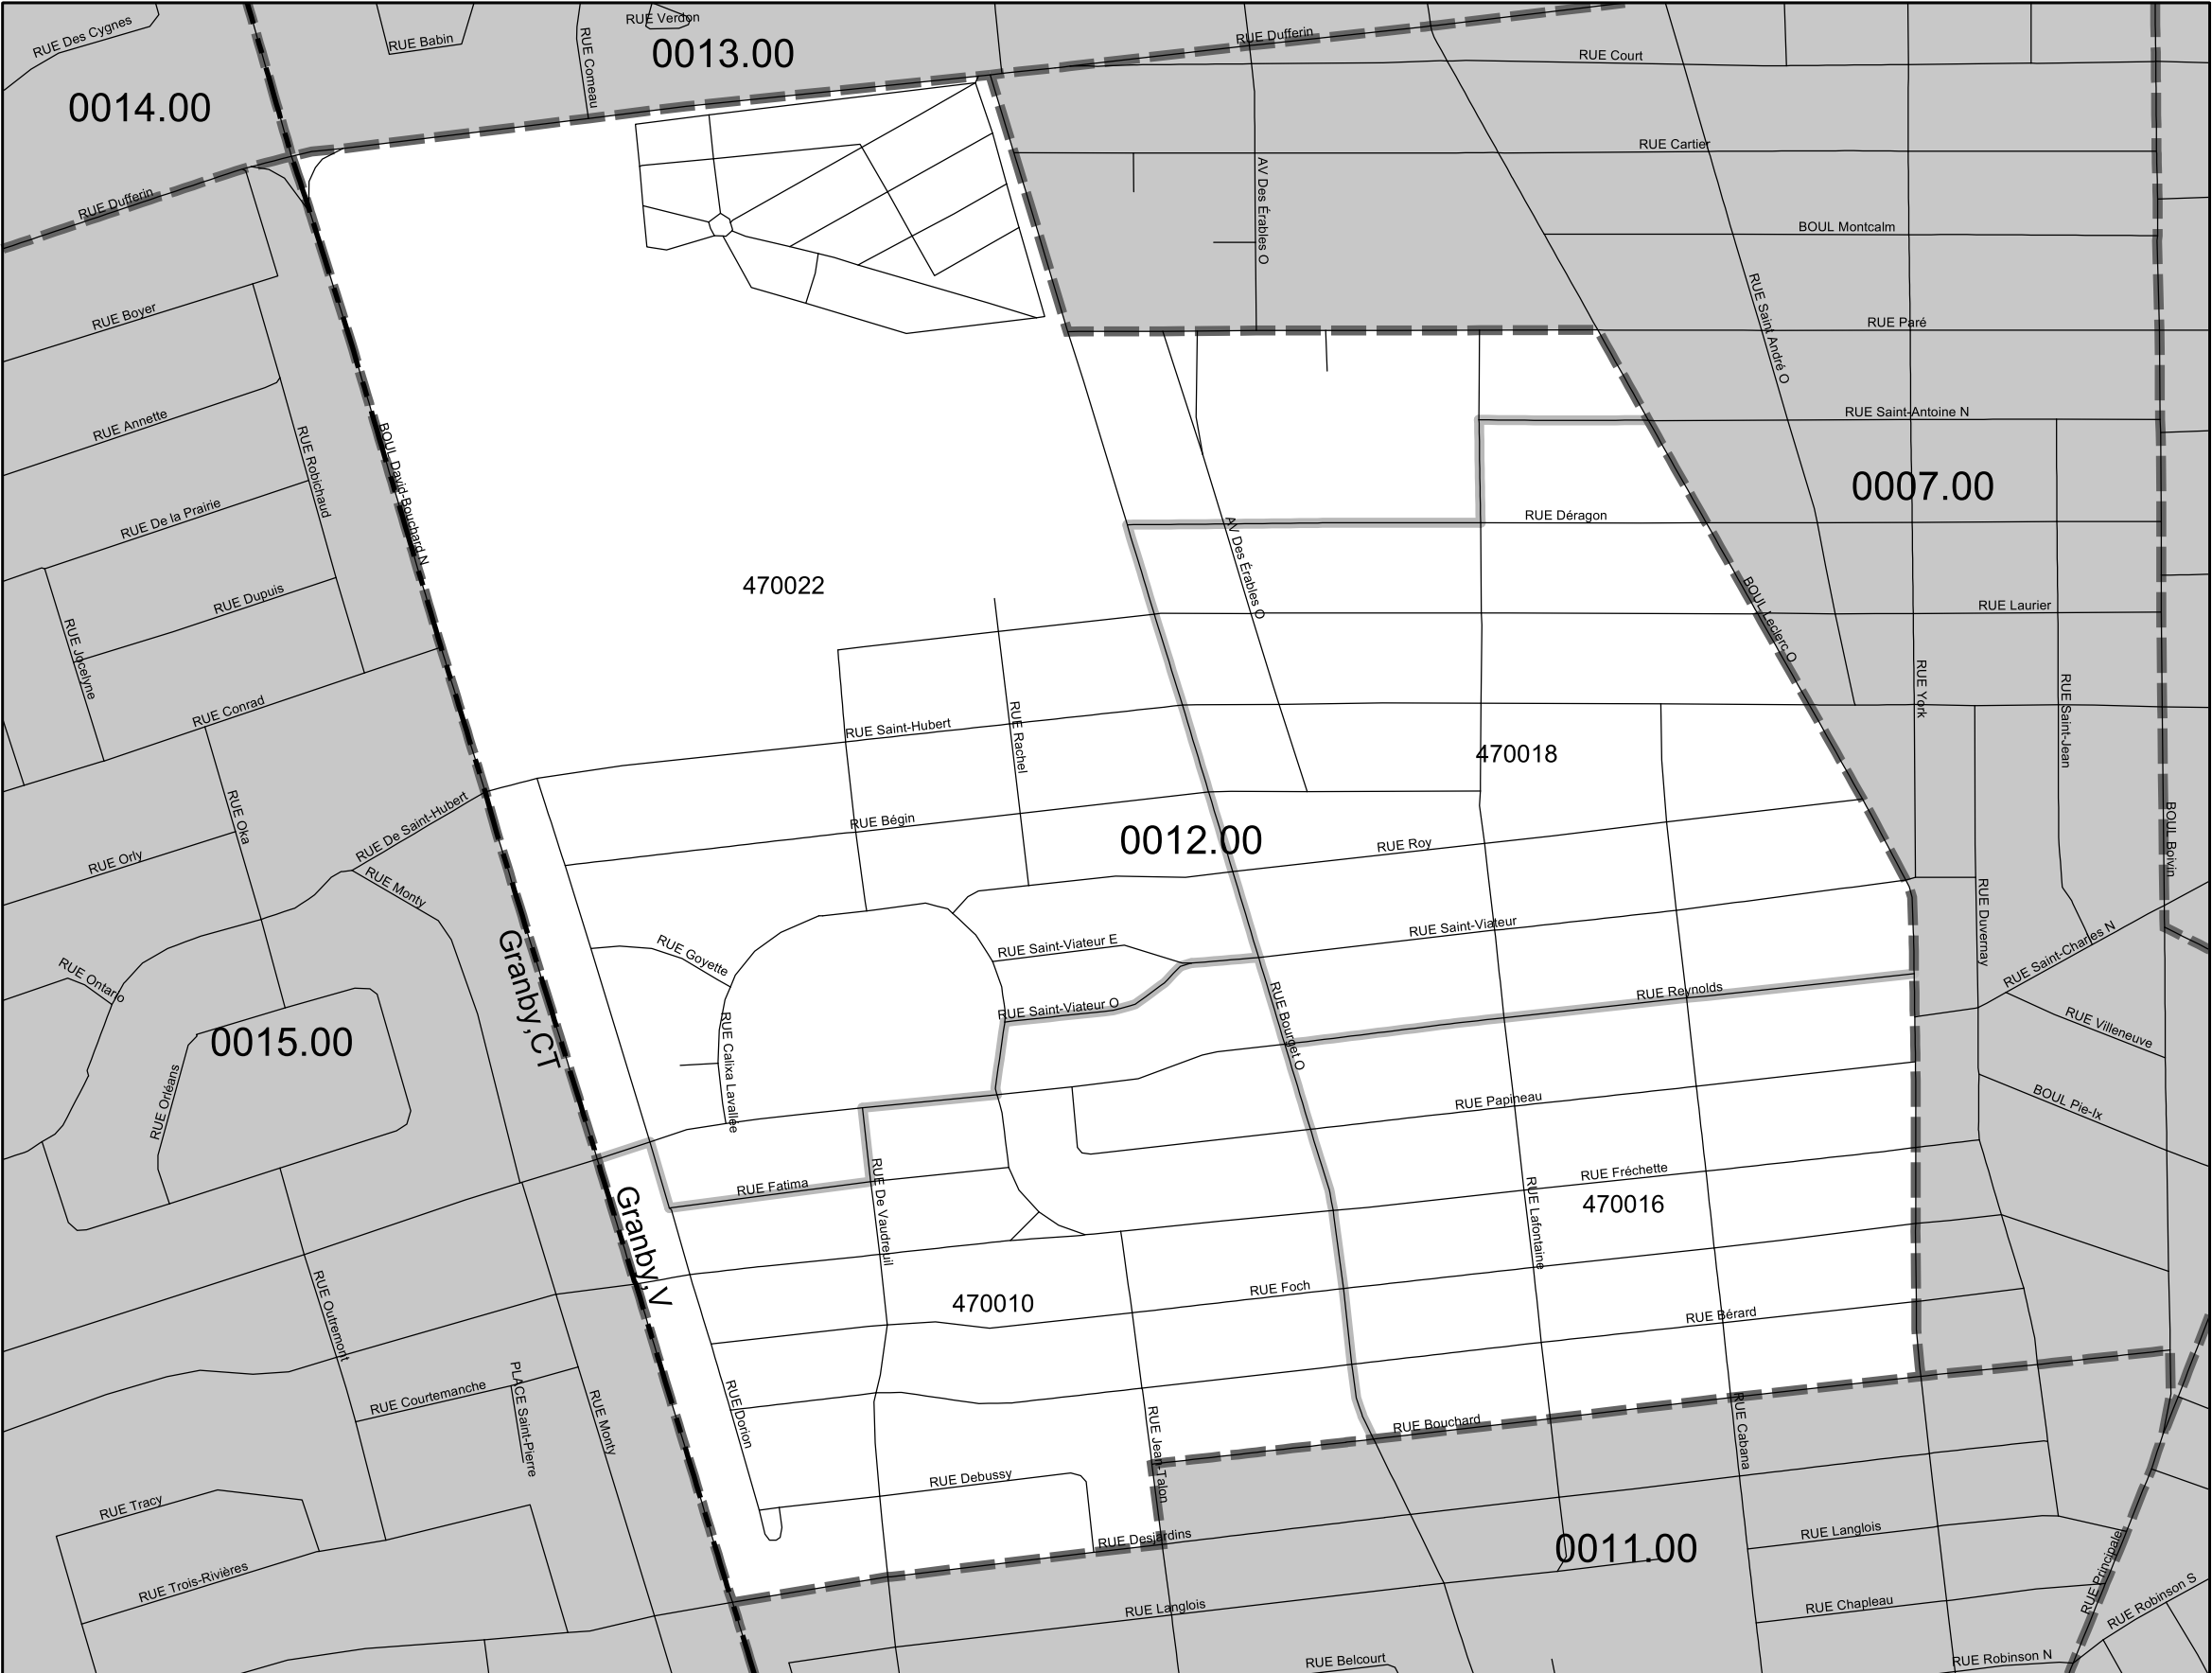 RUE Des Cygnes
RUE Babin
RUE Comeau
RUE Verdon
0013.00
RUE Dufferin
RUE Court
0014.00
RUE Cartier
RUE Dufferin
AV Des Érables O
BOUL Montcalm
RUE Boyer
RUE Saint André O
RUE Paré
RUE Annette
RUE Robichaud
BOUL David-Bouchard N
RUE Saint-Antoine N
0007.00
RUE De la Prairie
RUE Déragon
AV Des Érables O
470022
RUE Dupuis
BOUL Leclerc O
RUE Laurier
RUE Jocelyne
RUE York
RUE Saint-Jean
RUE Conrad
RUE Saint-Hubert
RUE Rachel
470018
RUE Oka
RUE De Saint-Hubert
RUE Bégin
0012.00
RUE Roy
BOUL Boivin
RUE Orly
RUE Monty
RUE Duvernay
RUE Goyette
RUE Saint-Viateur E
RUE Saint-Viateur
RUE Saint-Charles N
Granby,CT
RUE Ontario
RUE Saint-Viateur O
RUE Bourget O
RUE Reynolds
RUE Villeneuve
0015.00
RUE Calixa Lavallée
RUE Orléans
RUE Papineau
BOUL Pie-Ix
RUE Fatima
RUE De Vaudreuil
RUE Lafontaine
RUE Fréchette
470016
Granby,V
RUE Outremont
470010
RUE Foch
RUE Bérard
RUE Courtemanche
PLACE Saint-Pierre
RUE Monty
RUE Dorion
RUE Jean-Talon
RUE Bouchard
RUE Cabana
RUE Tracy
RUE Debussy
RUE Desjardins
0011.00
RUE Langlois
RUE Principale
RUE Trois-Rivières
RUE Langlois
RUE Chapleau
RUE Robinson S
RUE Belcourt
RUE Robinson N